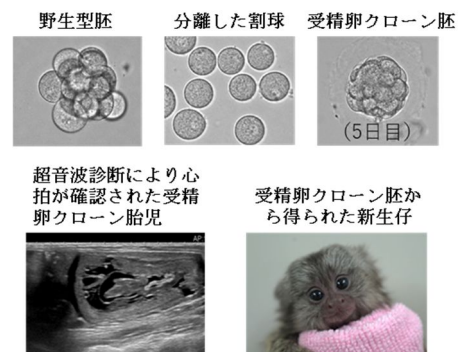 野生型胚
分離した割球
受精卵クローン胚
(5日目)
超音波診断により心
拍が確認された受精
卵クローン胎児
AP
受精卵クローン胚か
ら得られた新生仔